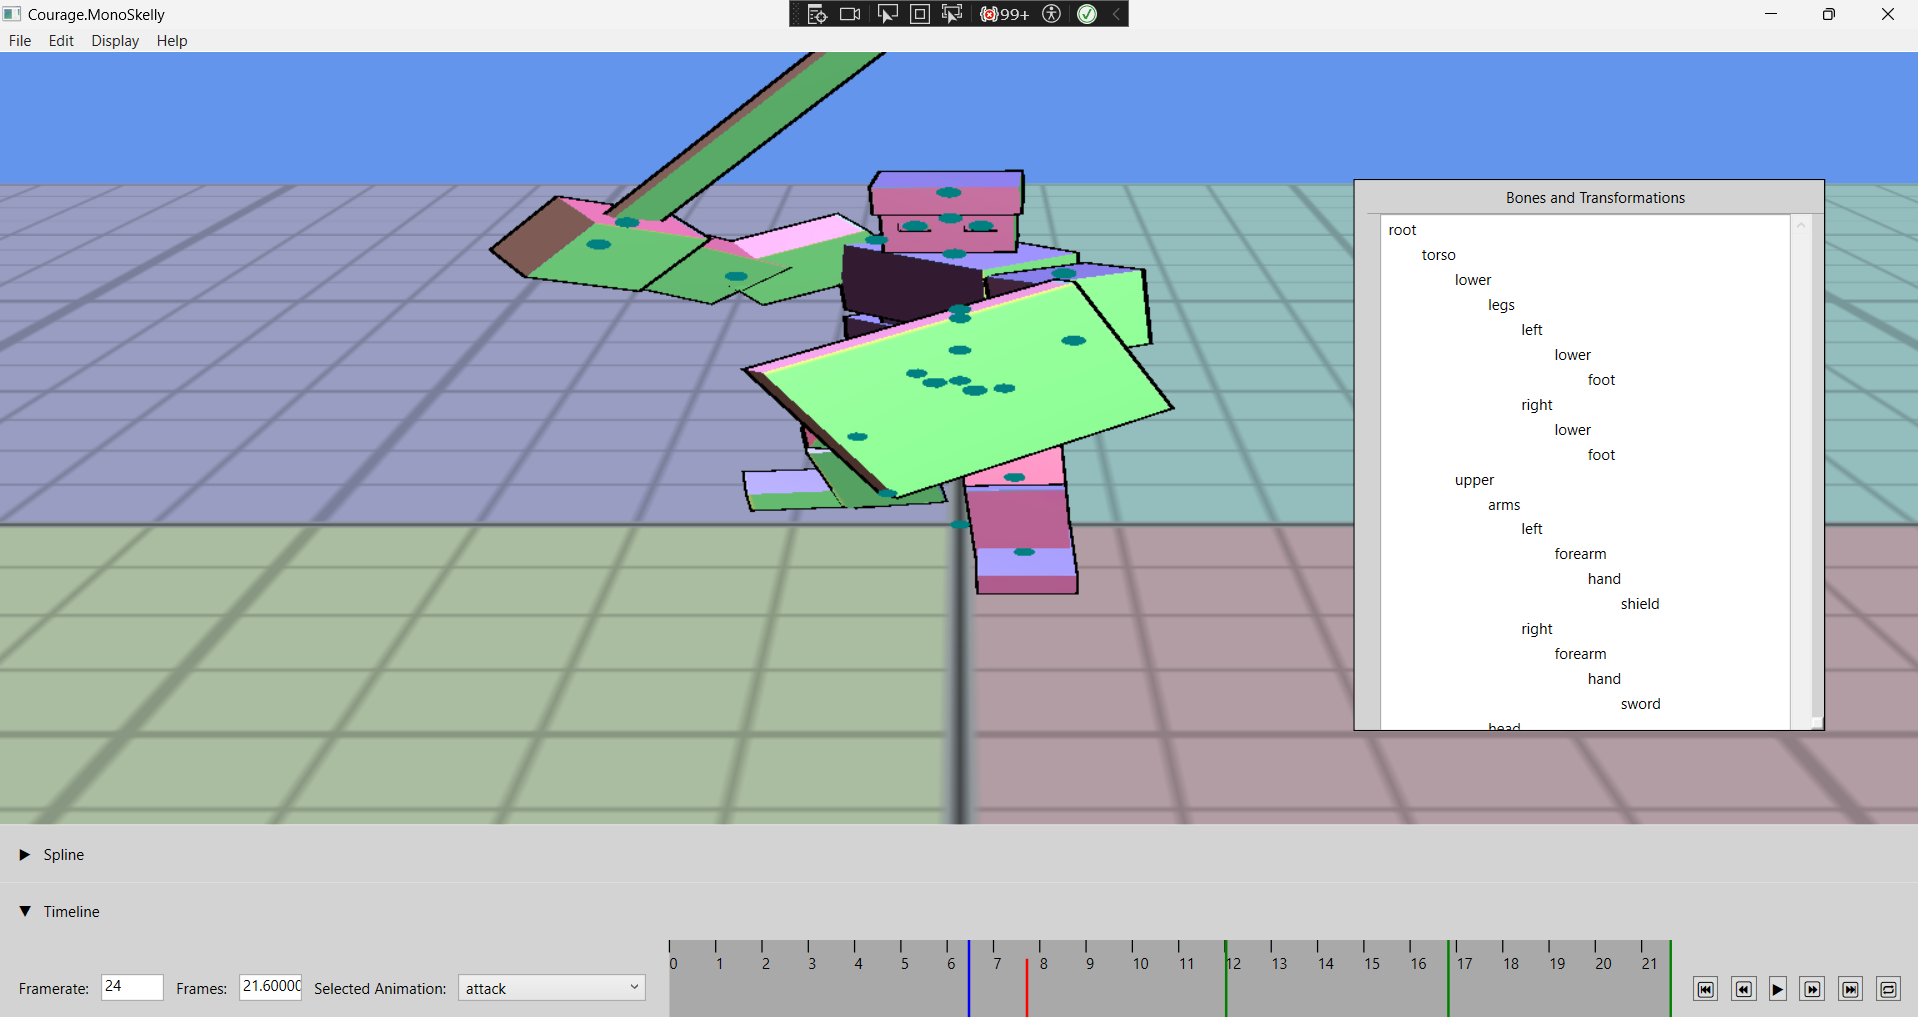 Courage.MonoSkelly
99+
File Edit Display Help
Bones and Transformations
root
torso
lower
legs
left
lower
foot
right
lower
foot
upper
arms
left
forearm
hand
shield
right
forearm
hand
sword
head
Spline
Timeline
0 1 2 3 4 5 6 7 8 9 10 11 12 13 14 15 16 17 18 19 20 21
Framerate: 24 Frames: 21.6000 Selected Animation: attack